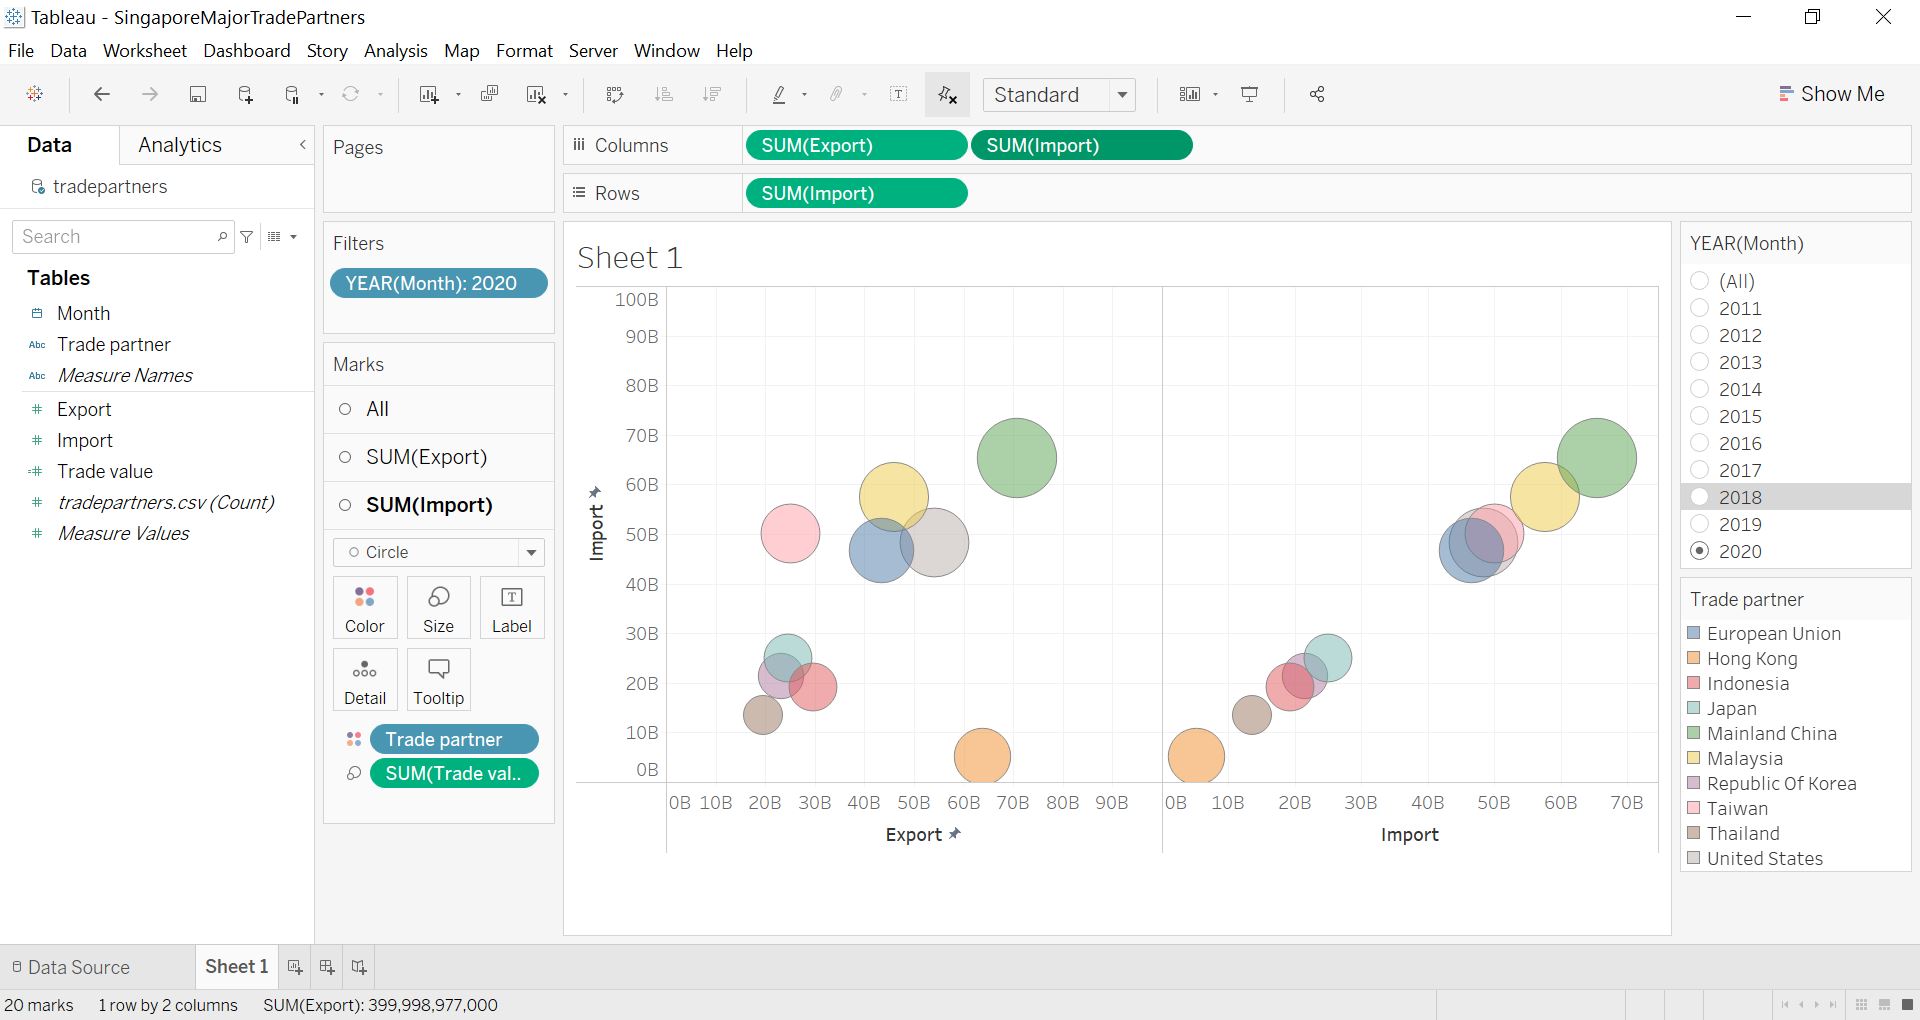 Tableau - SingaporeMajorTradePartners
File Data Worksheet Dashboard Story Analysis Map Format Server Window Help
Standard
Show Me
Data Analytics
tradepartners
Search
Tables
Month
Abc Trade partner
Abc Measure Names
# Export
# Import
=# Trade value
# tradepartners.csv (Count)
# Measure Values
Pages
Filters
YEAR(Month): 2020
Marks
All
SUM(Export)
SUM(Import)
Circle
Color Size Label
Detail Tooltip
Trade partner
SUM(Trade val..
Columns SUM(Export) SUM(Import)
Rows SUM(Import)
Sheet 1
100B
90B
80B
70B
60B
50B
40B
30B
20B
10B
0B
Import
0B 10B 20B 30B 40B 50B 60B 70B 80B 90B
Export
0B 10B 20B 30B 40B 50B 60B 70B
Import
YEAR(Month)
(All)
2011
2012
2013
2014
2015
2016
2017
2018
2019
2020
Trade partner
European Union
Hong Kong
Indonesia
Japan
Mainland China
Malaysia
Republic Of Korea
Taiwan
Thailand
United States
Data Source Sheet 1
20 marks 1 row by 2 columns SUM(Export): 399,998,977,000